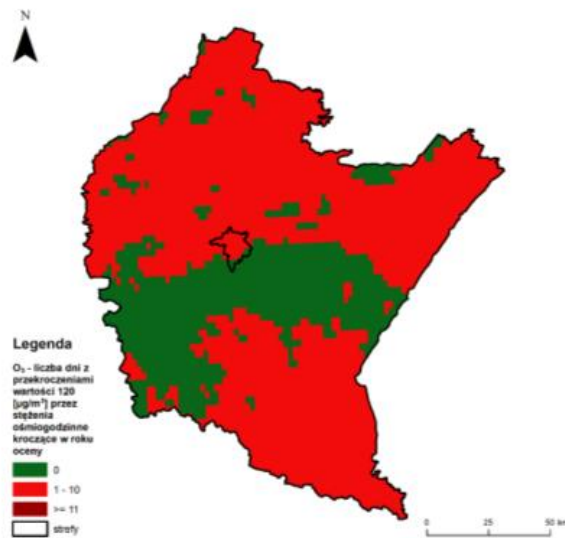 N
Legenda
O₃ - liczba dni z
przekroczeniami
wartości 120
[µg/m³] przez
stężenia
ośmiogodzinne
kroczące w roku
oceny
0
1 - 10
>= 11
strefy
0 25 50 km